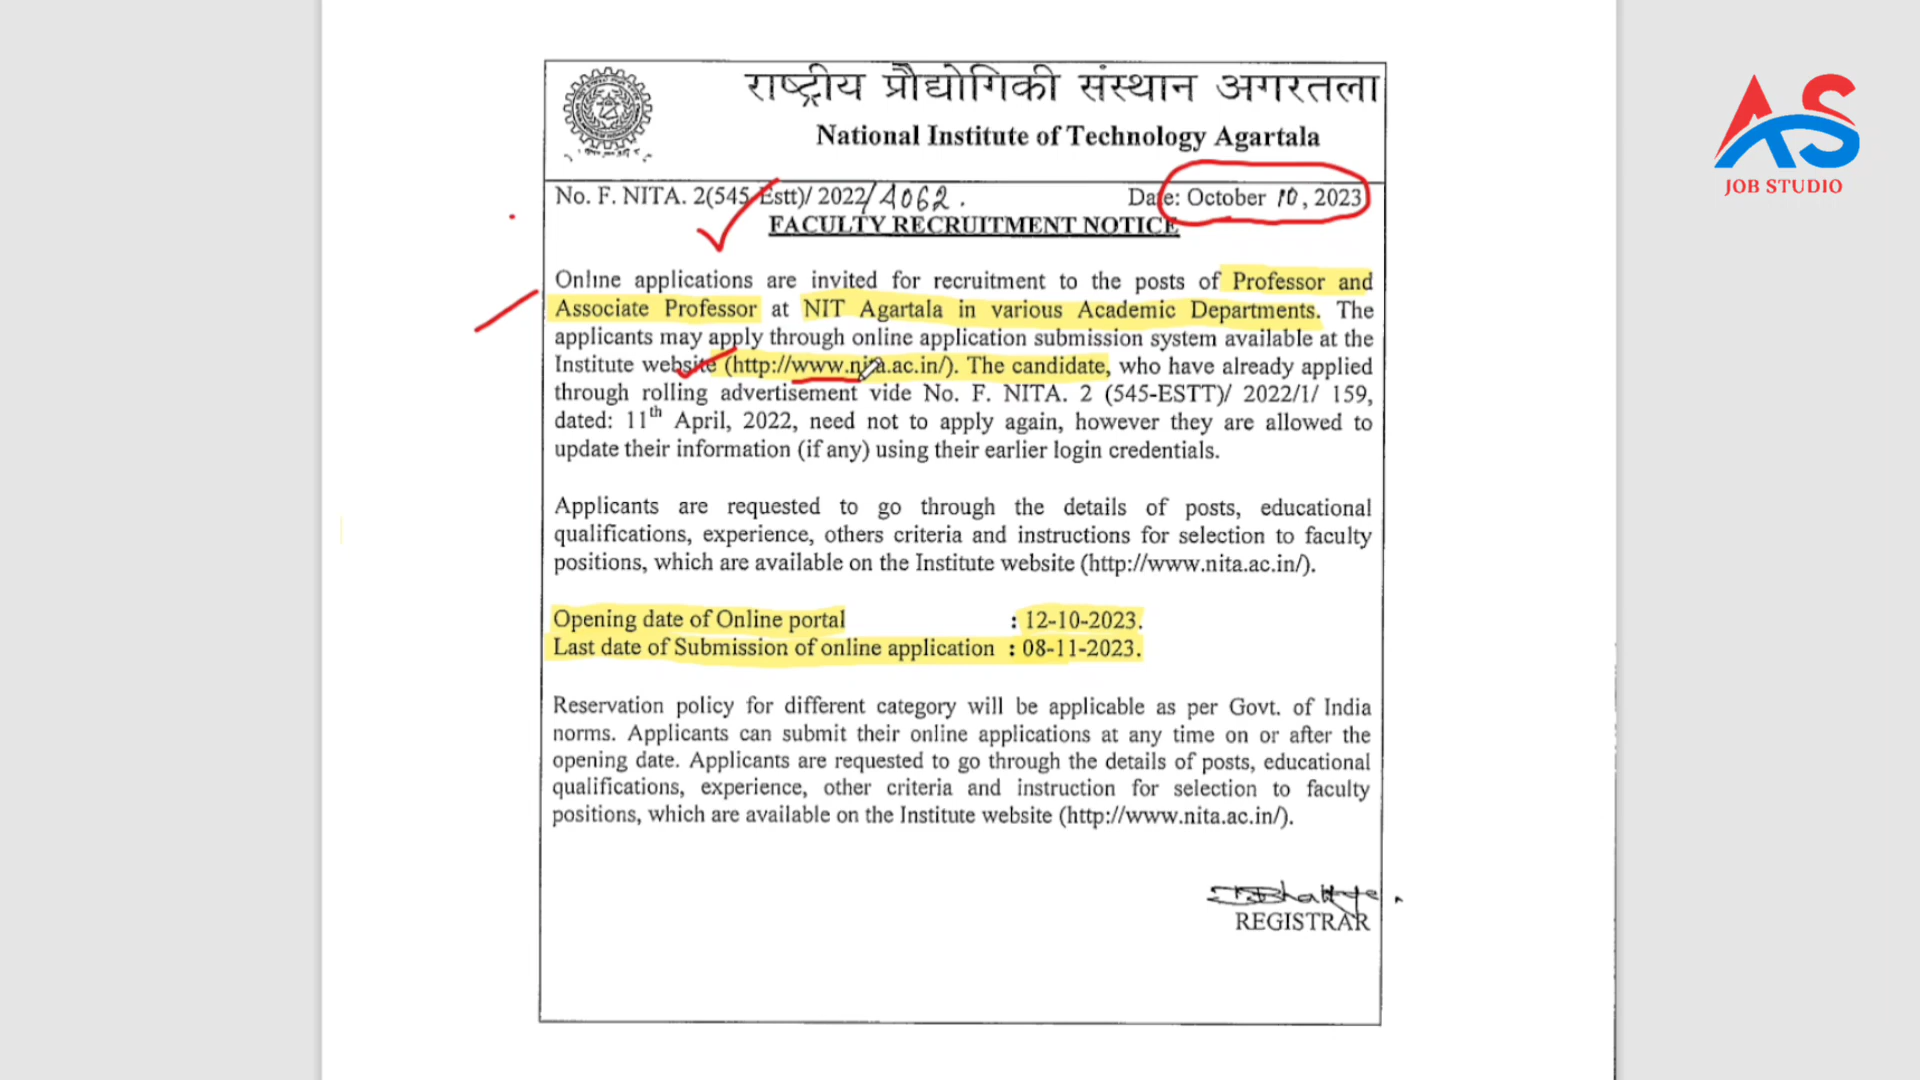 राष्ट्रीय प्रौद्योगिकी संस्थान अगरतला
National Institute of Technology Agartala
No. F. NITA. 2(545-Estt)/ 2022/4062.
Date: October 10, 2023
FACULTY RECRUITMENT NOTICE
Online applications are invited for recruitment to the posts of Professor and
Associate Professor at NIT Agartala in various Academic Departments. The
applicants may apply through online application submission system available at the
Institute website (http://www.nita.ac.in/). The candidate, who have already applied
through rolling advertisement vide No. F. NITA. 2 (545-ESTT)/ 2022/1/ 159,
dated: 11th April, 2022, need not to apply again, however they are allowed to
update their information (if any) using their earlier login credentials.
Applicants are requested to go through the details of posts, educational
qualifications, experience, others criteria and instructions for selection to faculty
positions, which are available on the Institute website (http://www.nita.ac.in/).
Opening date of Online portal : 12-10-2023.
Last date of Submission of online application : 08-11-2023.
Reservation policy for different category will be applicable as per Govt. of India
norms. Applicants can submit their online applications at any time on or after the
opening date. Applicants are requested to go through the details of posts, educational
qualifications, experience, other criteria and instruction for selection to faculty
positions, which are available on the Institute website (http://www.nita.ac.in/).
REGISTRAR
AS
JOB STUDIO